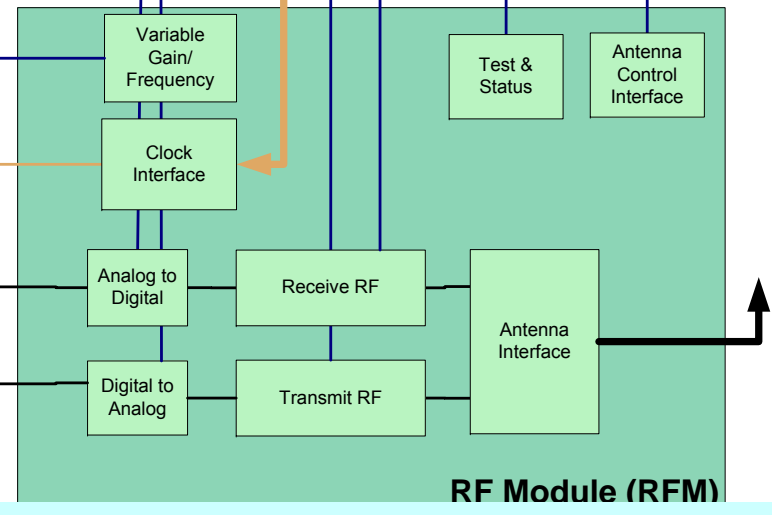 Variable
Gain/
Frequency
Test &
Status
Antenna
Control
Interface
Clock
Interface
Analog to
Digital
Receive RF
Antenna
Interface
Digital to
Analog
Transmit RF
RF Module (RFM)